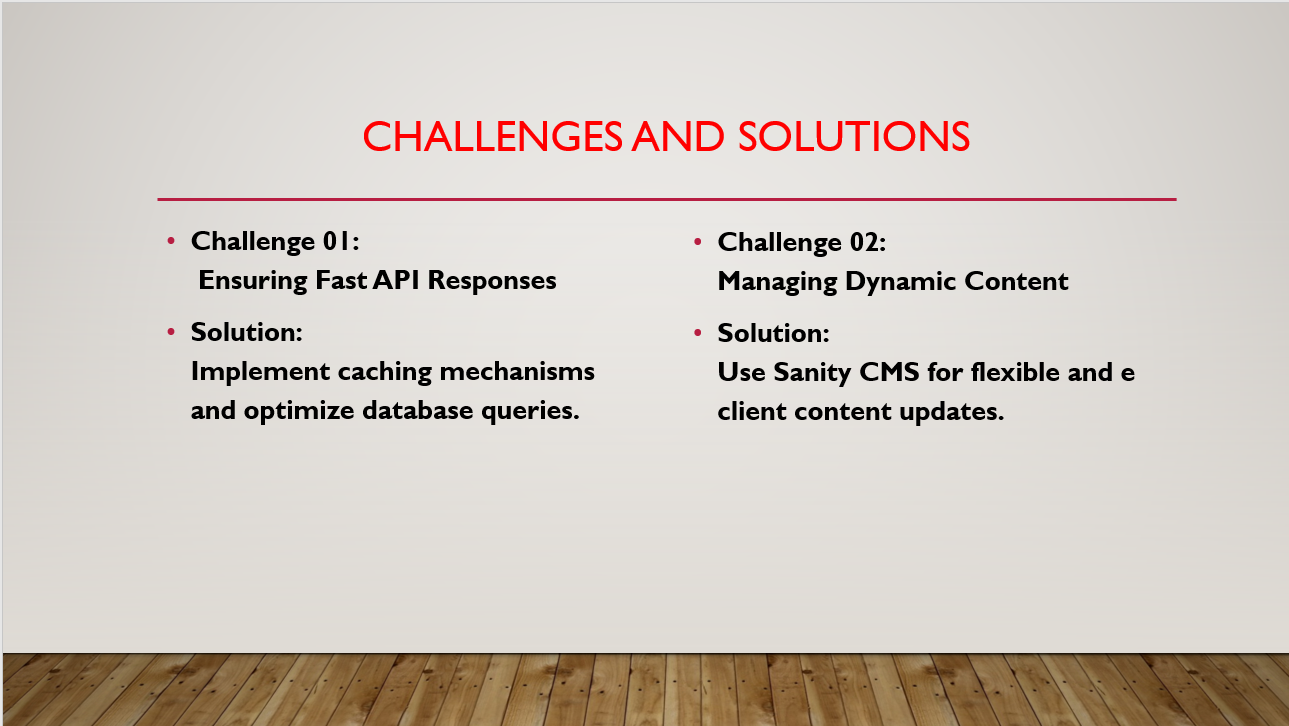 CHALLENGES AND SOLUTIONS
• Challenge 01:
Ensuring Fast API Responses
• Solution:
Implement caching mechanisms
and optimize database queries.
• Challenge 02:
Managing Dynamic Content
• Solution:
Use Sanity CMS for flexible and e
client content updates.